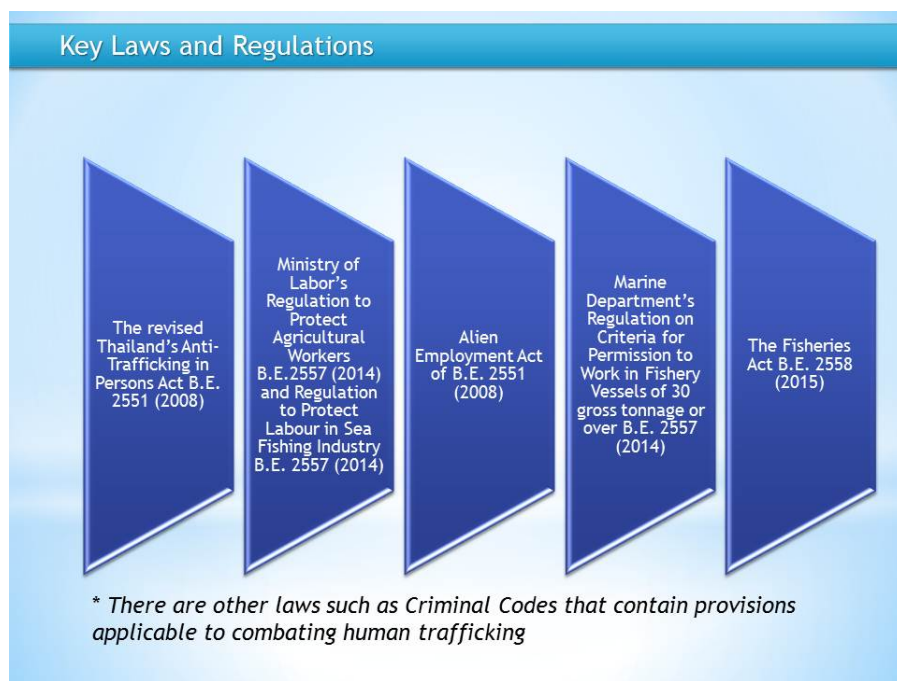 Key Laws and Regulations
The revised
Thailand's Anti-
Trafficking in
Persons Act B.E.
2551 (2008)
Ministry of
Labor's
Regulation to
Protect
Agricultural
Workers
B.E.2557 (2014)
and Regulation
to Protect
Labour in Sea
Fishing Industry
B.E. 2557 (2014)
Alien
Employment Act
of B.E. 2551
(2008)
Marine
Department's
Regulation on
Criteria for
Permission to
Work in Fishery
Vessels of 30
gross tonnage or
over B.E. 2557
(2014)
The Fisheries
Act B.E. 2558
(2015)
* There are other laws such as Criminal Codes that contain provisions
applicable to combating human trafficking